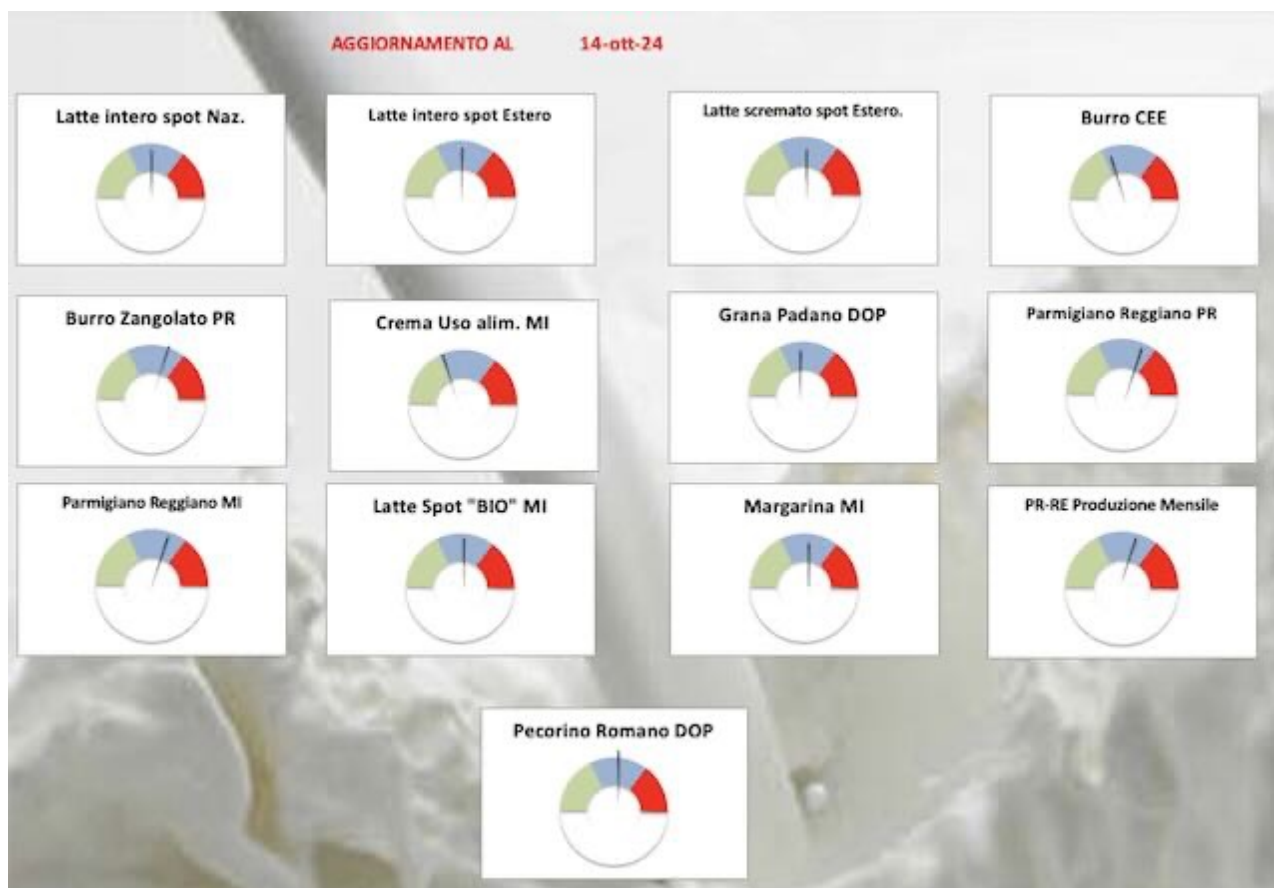 AGGIORNAMENTO AL 14-ott-24
Latte intero spot Naz.
Latte intero spot Estero
Latte scremato spot Estero.
Burro CEE
Burro Zangolato PR
Crema Uso alim. MI
Grana Padano DOP
Parmigiano Reggiano PR
Parmigiano Reggiano MI
Latte Spot "BIO" MI
Margarina MI
PR-RE Produzione Mensile
Pecorino Romano DOP